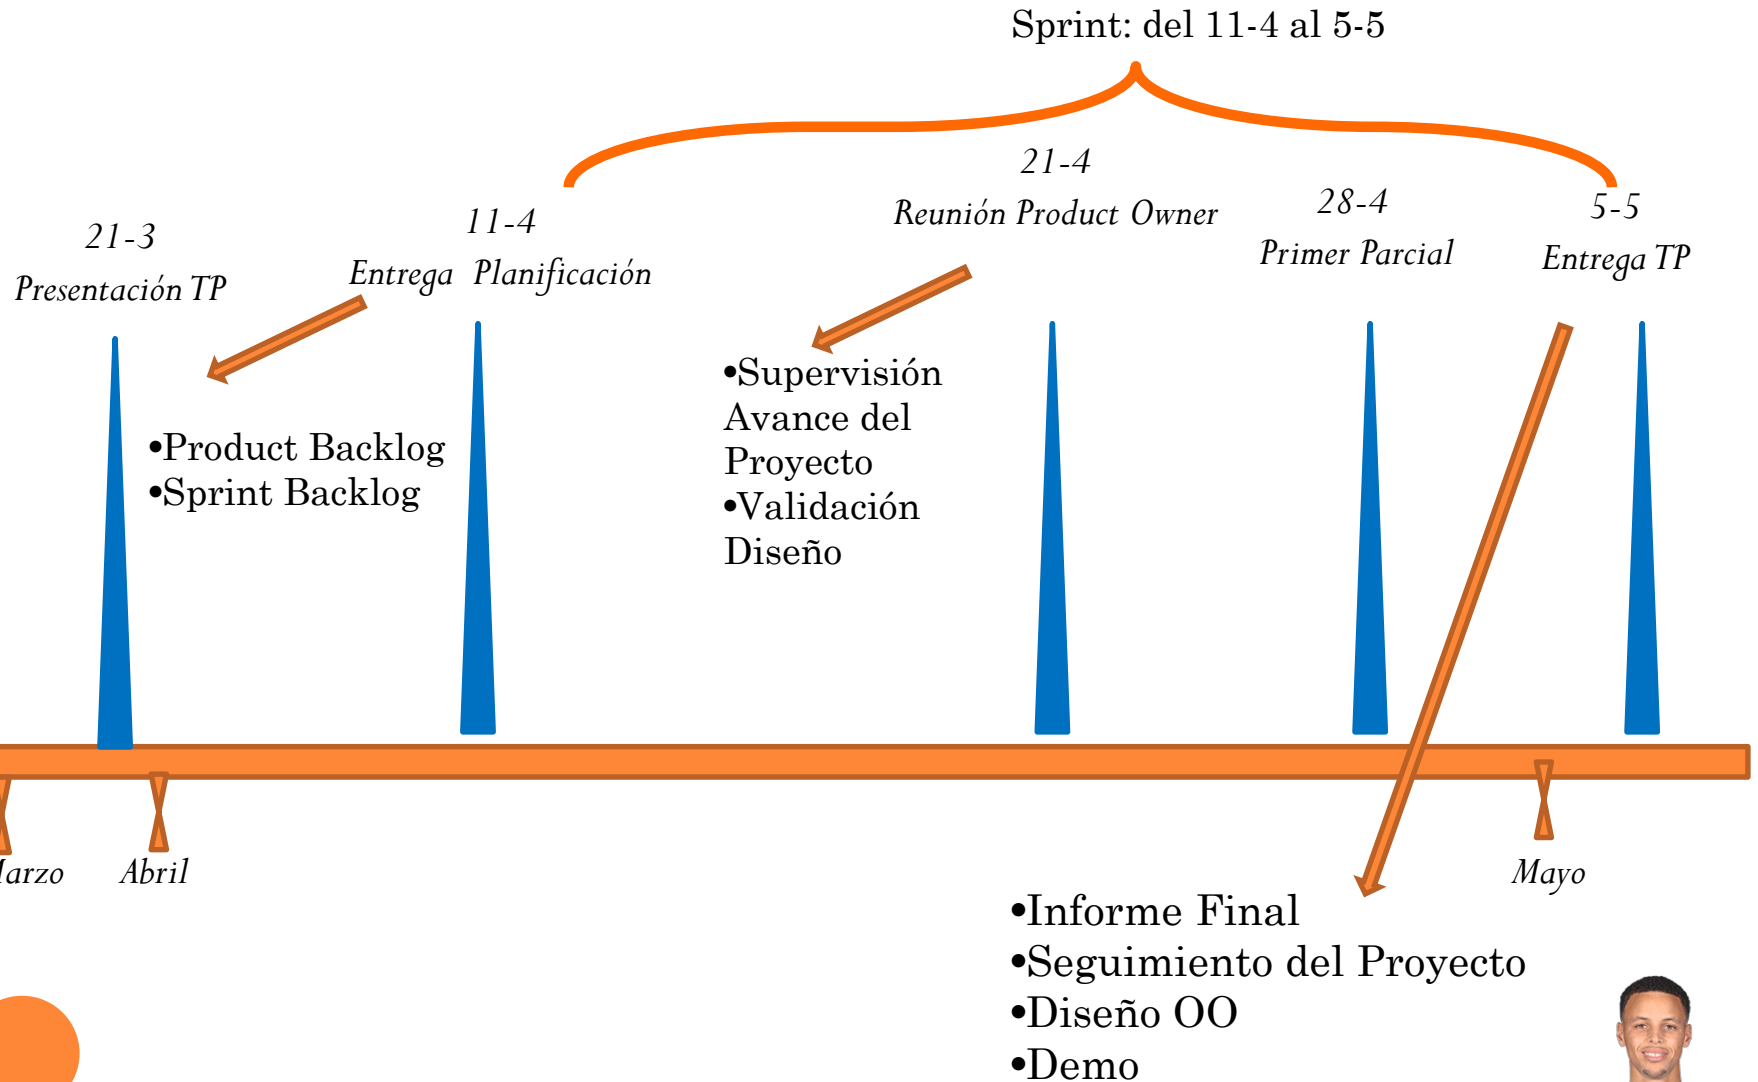 Sprint: del 11-4 al 5-5
21-3
Presentación TP
11-4
Entrega Planificación
21-4
Reunión Product Owner
28-4
Primer Parcial
5-5
Entrega TP
•Product Backlog
•Sprint Backlog
•Supervisión
Avance del
Proyecto
•Validación
Diseño
arzo
Abril
Mayo
•Informe Final
•Seguimiento del Proyecto
•Diseño OO
•Demo